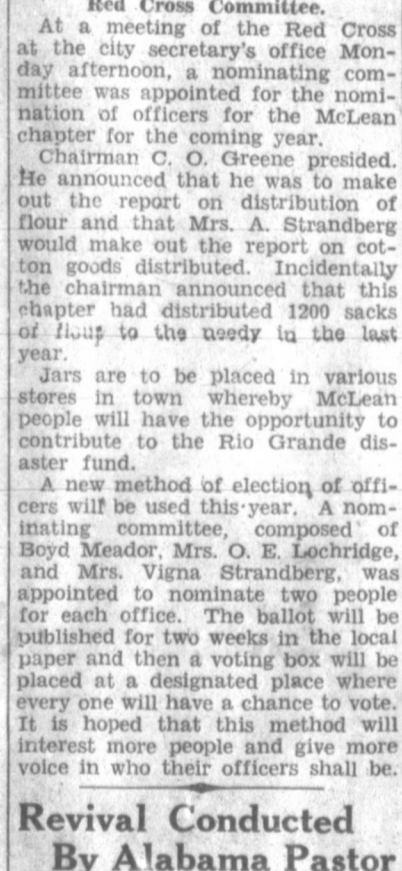 Red Cross Committee.
At a meeting of the Red Cross
at the city secretary's office Mon-
day afternoon, a nominating com-
mittee was appointed for the nomi-
nation of officers for the McLean
chapter for the coming year.
Chairman C. O. Greene presided.
He announced that he was to make
out the report on distribution of
flour and that Mrs. A. Strandberg
would make out the report on cot-
ton goods distributed. Incidentally
the chairman announced that this
chapter had distributed 1200 sacks
of flour to the needy in the last
year.
Jars are to be placed in various
stores in town whereby McLean
people will have the opportunity to
contribute to the Rio Grande dis-
aster fund.
A new method of election of offi-
cers will be used this year. A nom-
inating committee, composed of
Boyd Meador, Mrs. O. E. Lochridge,
and Mrs. Vigna Strandberg, was
appointed to nominate two people
for each office. The ballot will be
published for two weeks in the local
paper and then a voting box will be
placed at a designated place where
every one will have a chance to vote.
It is hoped that this method will
interest more people and give more
voice in who their officers shall be.
Revival Conducted
By Alabama Pastor